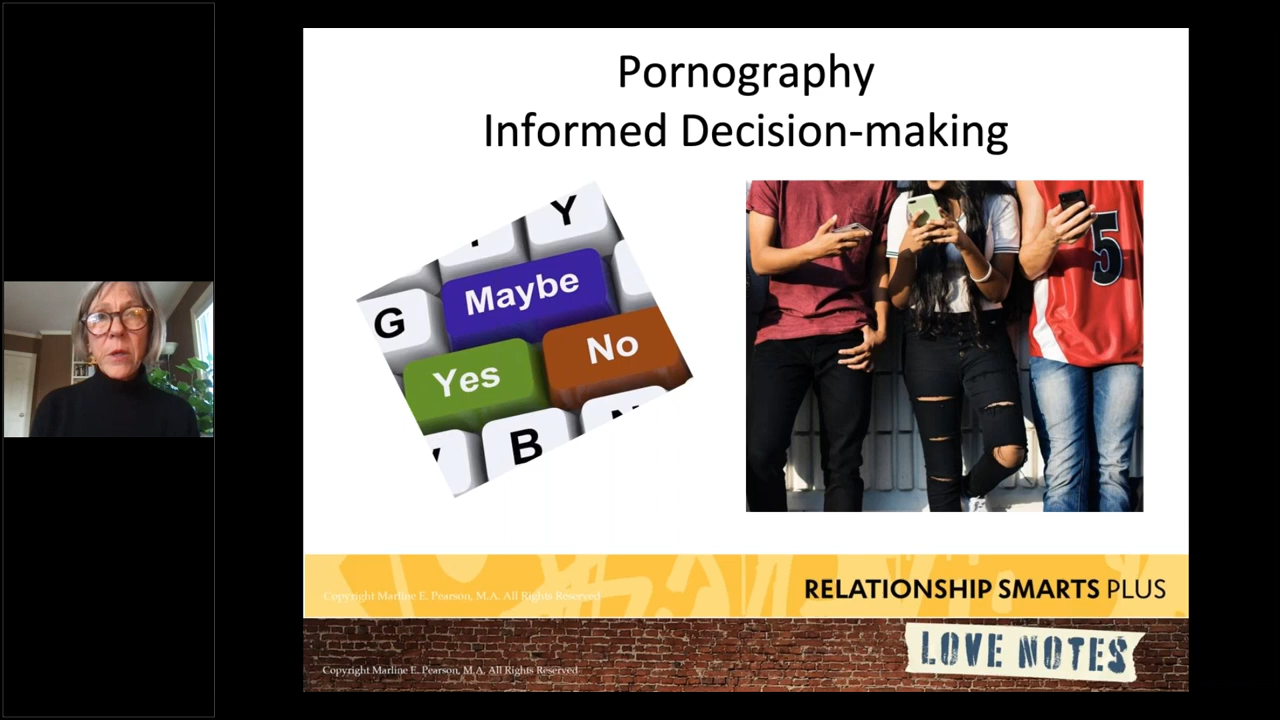 Pornography
Informed Decision-making
Y
Maybe
G
No
Yes
B
N
5
Copyright Marline E. Pearson, M.A. All Rights Reserved
RELATIONSHIP SMARTS PLUS
LOVE NOTES
Copyright Marline E. Pearson, M.A. All Rights Reserved